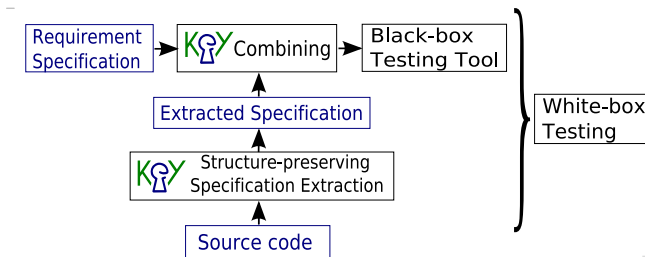 Requirement
Specification
KeY Combining
Black-box
Testing Tool
Extracted Specification
White-box
Testing
KeY Structure-preserving
Specification Extraction
Source code